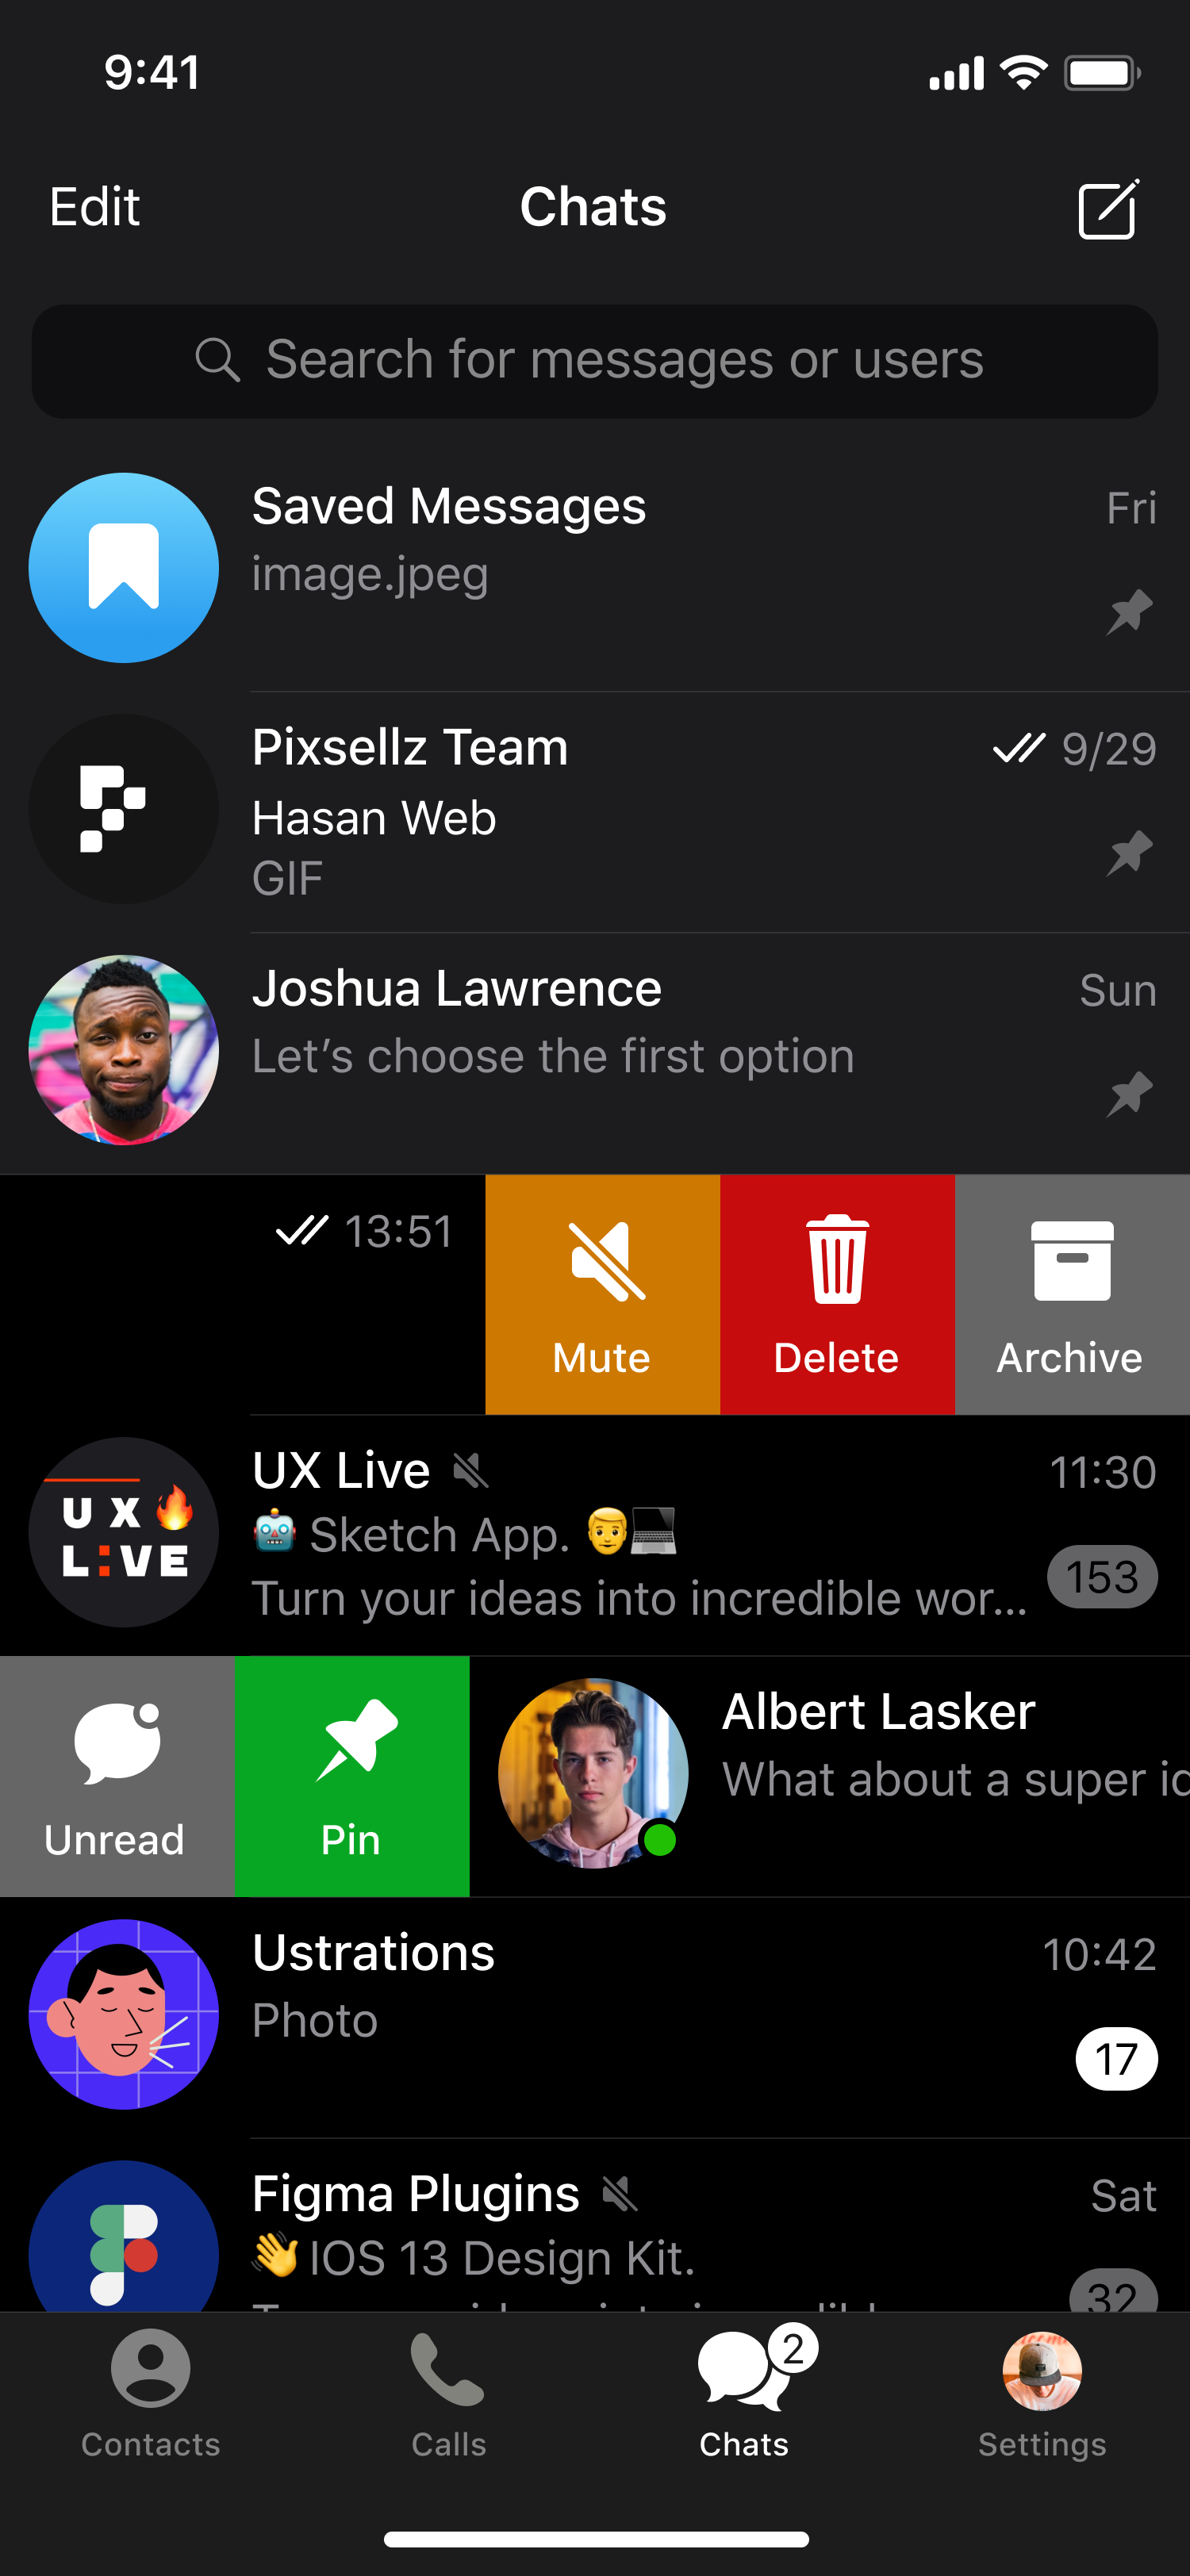 9:41
Edit
Chats
Search for messages or users
Saved Messages
Fri
image.jpeg
Pixsellz Team
9/29
Hasan Web
GIF
Joshua Lawrence
Sun
Let’s choose the first option
13:51
Mute
Delete
Archive
UX Live
11:30
UX🔥
L:VE
🤖 Sketch App. 👨‍💻
153
Turn your ideas into incredible wor...
Albert Lasker
What about a super
Unread
Pin
Ustrations
10:42
Photo
17
Figma Plugins
Sat
👋 IOS 13 Design Kit.
32
2
Contacts
Calls
Chats
Settings